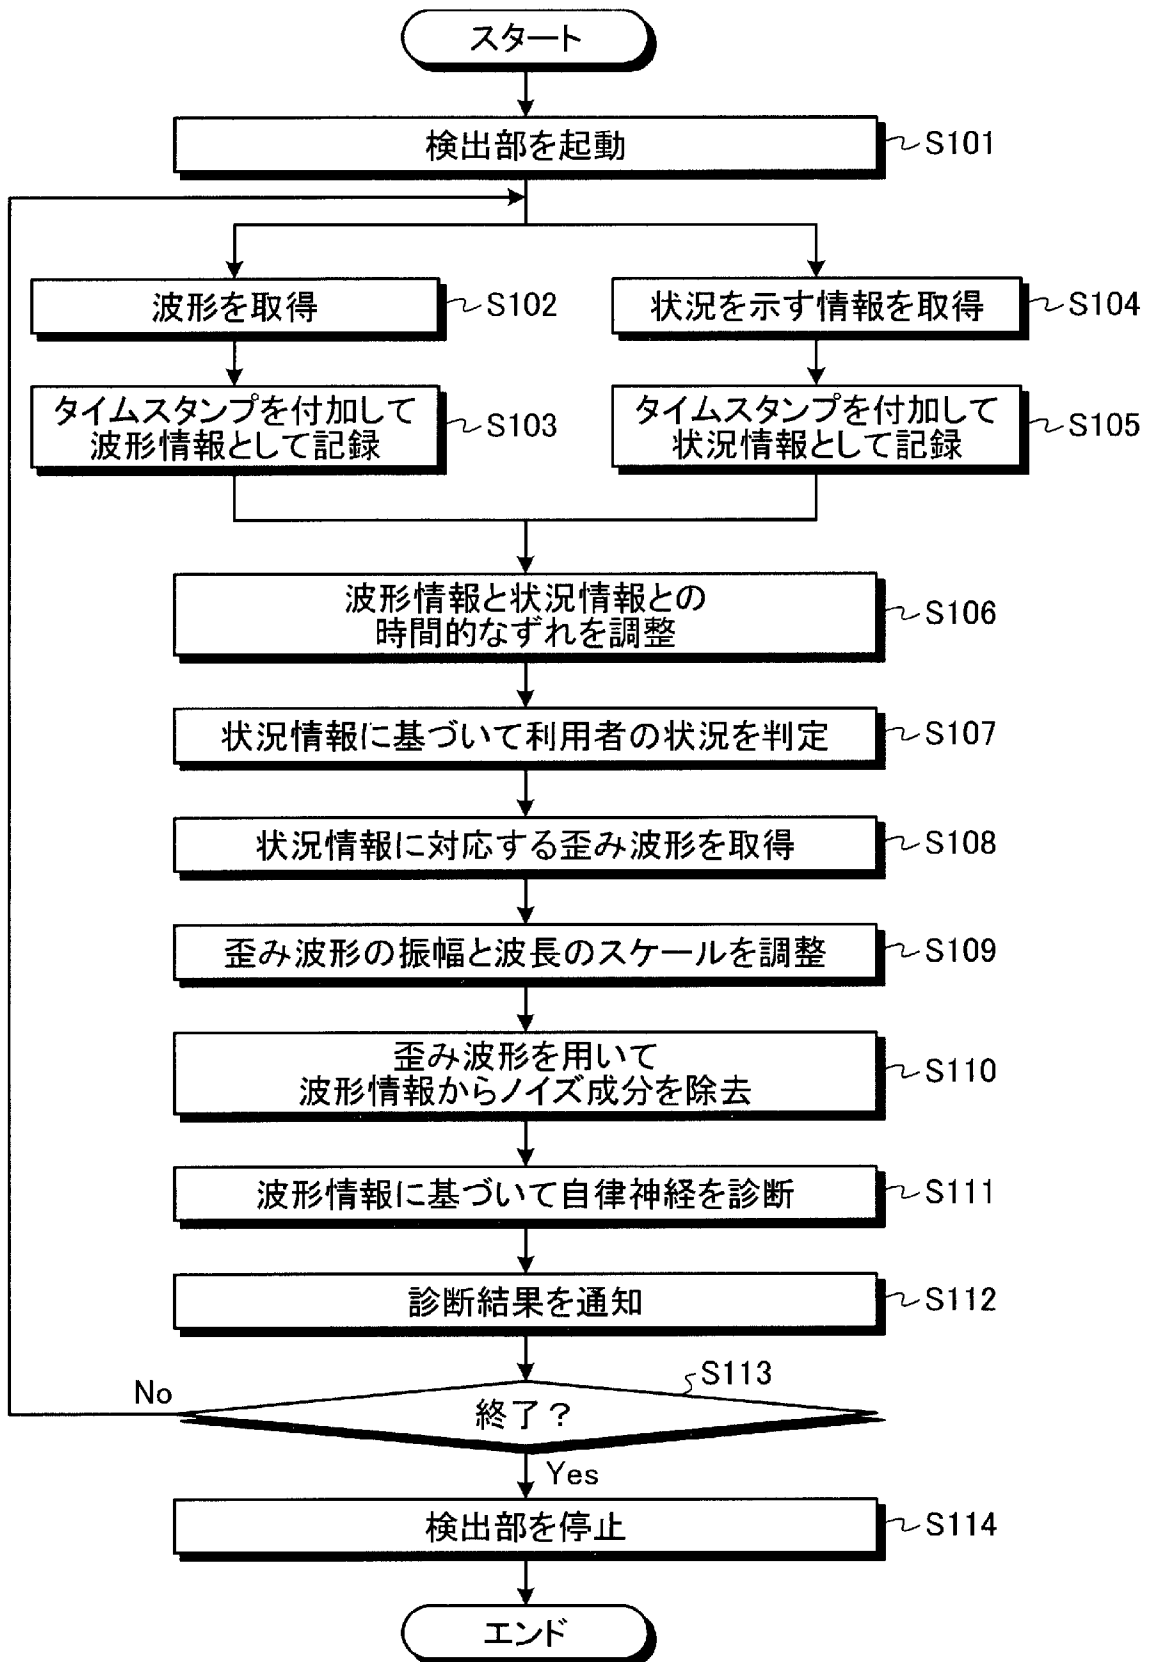 スタート
検出部を起動
S101
波形を取得
S102
状況を示す情報を取得
S104
タイムスタンプを付加して
波形情報として記録
S103
タイムスタンプを付加して
状況情報として記録
S105
波形情報と状況情報との
時間的なずれを調整
S106
状況情報に基づいて利用者の状況を判定
S107
状況情報に対応する歪み波形を取得
S108
歪み波形の振幅と波長のスケールを調整
S109
歪み波形を用いて
波形情報からノイズ成分を除去
S110
波形情報に基づいて自律神経を診断
S111
診断結果を通知
S112
S113
No
終了？
Yes
検出部を停止
S114
エンド